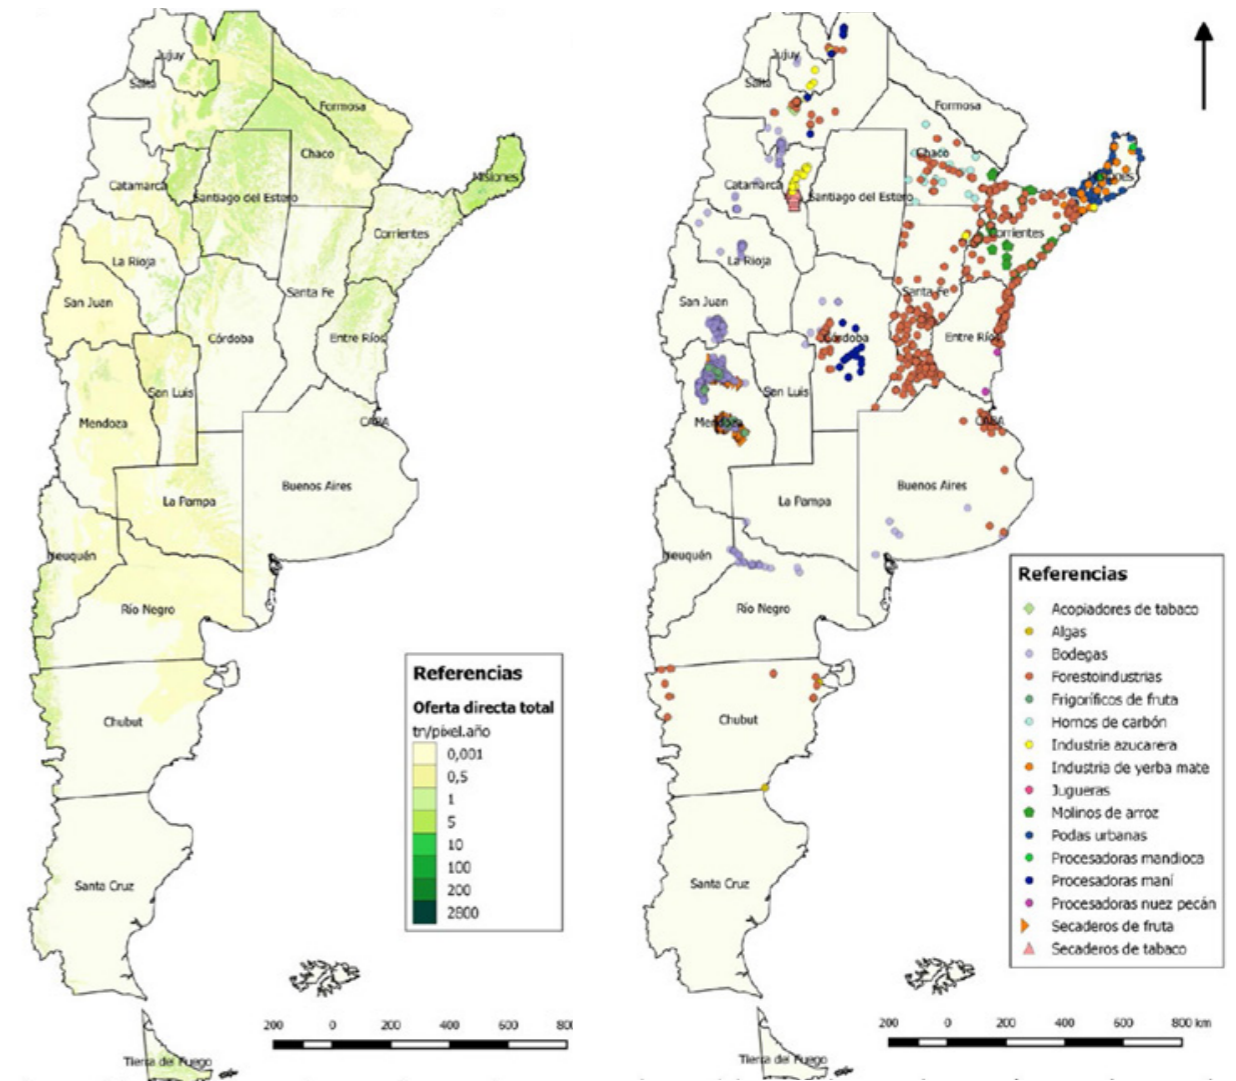 Jujuy
Salta
Formosa
Chaco
Misiones
Catamarca
Santiago del Estero
Corrientes
La Rioja
San Juan
Santa Fe
Córdoba
Entre Ríos
San Luis
Mendoza
CABA
La Pampa
Buenos Aires
Neuquén
Río Negro
Chubut
Santa Cruz
Tierra del Fuego
Referencias
Oferta directa total
tn/píxel.año
0,001
0,5
1
5
10
100
200
2800
200 0 200 400 600
Jujuy
Salta
Formosa
Chaco
Catamarca
Santiago del Estero
Corrientes
La Rioja
San Juan
Santa Fe
Córdoba
Entre Ríos
San Luis
Mendoza
CABA
La Pampa
Buenos Aires
Neuquén
Río Negro
Chubut
Santa Cruz
Tierra del Fuego
Referencias
Acopiadores de tabaco
Algas
Bodegas
Forestoindustrias
Frigoríficos de fruta
Hornos de carbón
Industria azucarera
Industria de yerba mate
Jugueras
Molinos de arroz
Podas urbanas
Procesadoras mandioca
Procesadoras maní
Procesadoras nuez pecán
Secaderos de fruta
Secaderos de tabaco
200 0 200 400 600 800 km